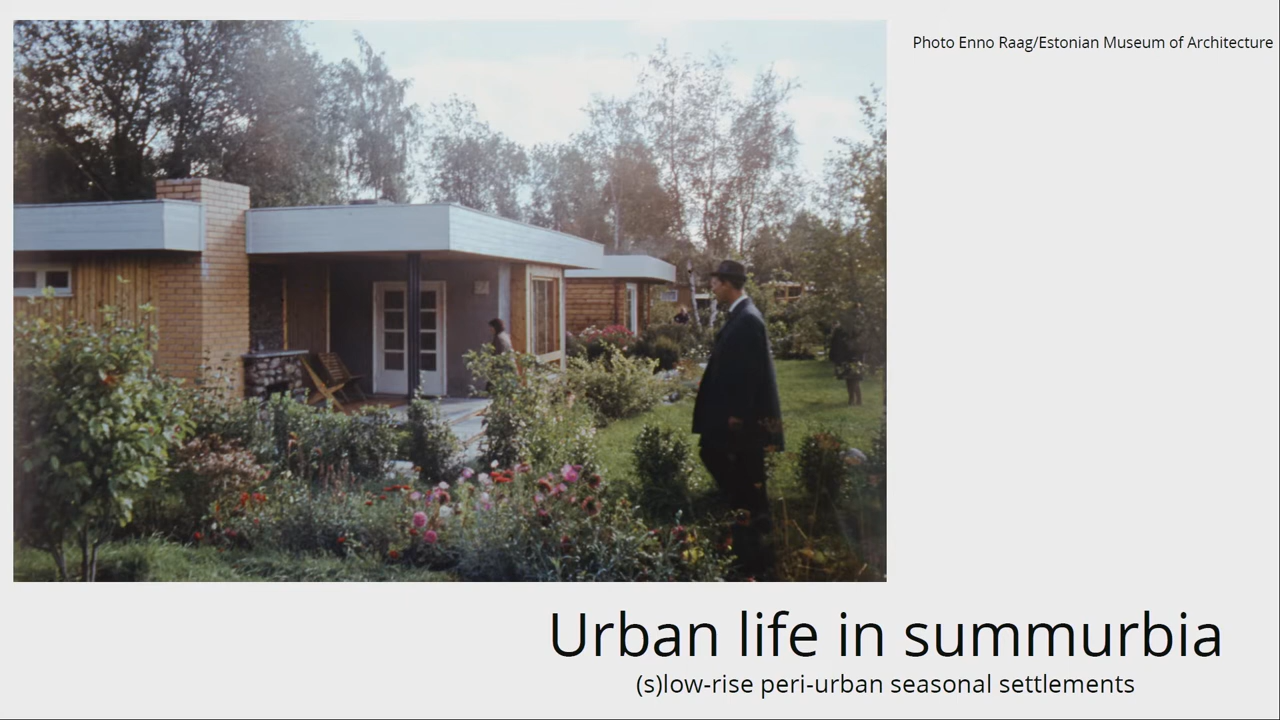 Photo Enno Raag/Estonian Museum of Architecture
Urban life in summurbia
(s)low-rise peri-urban seasonal settlements